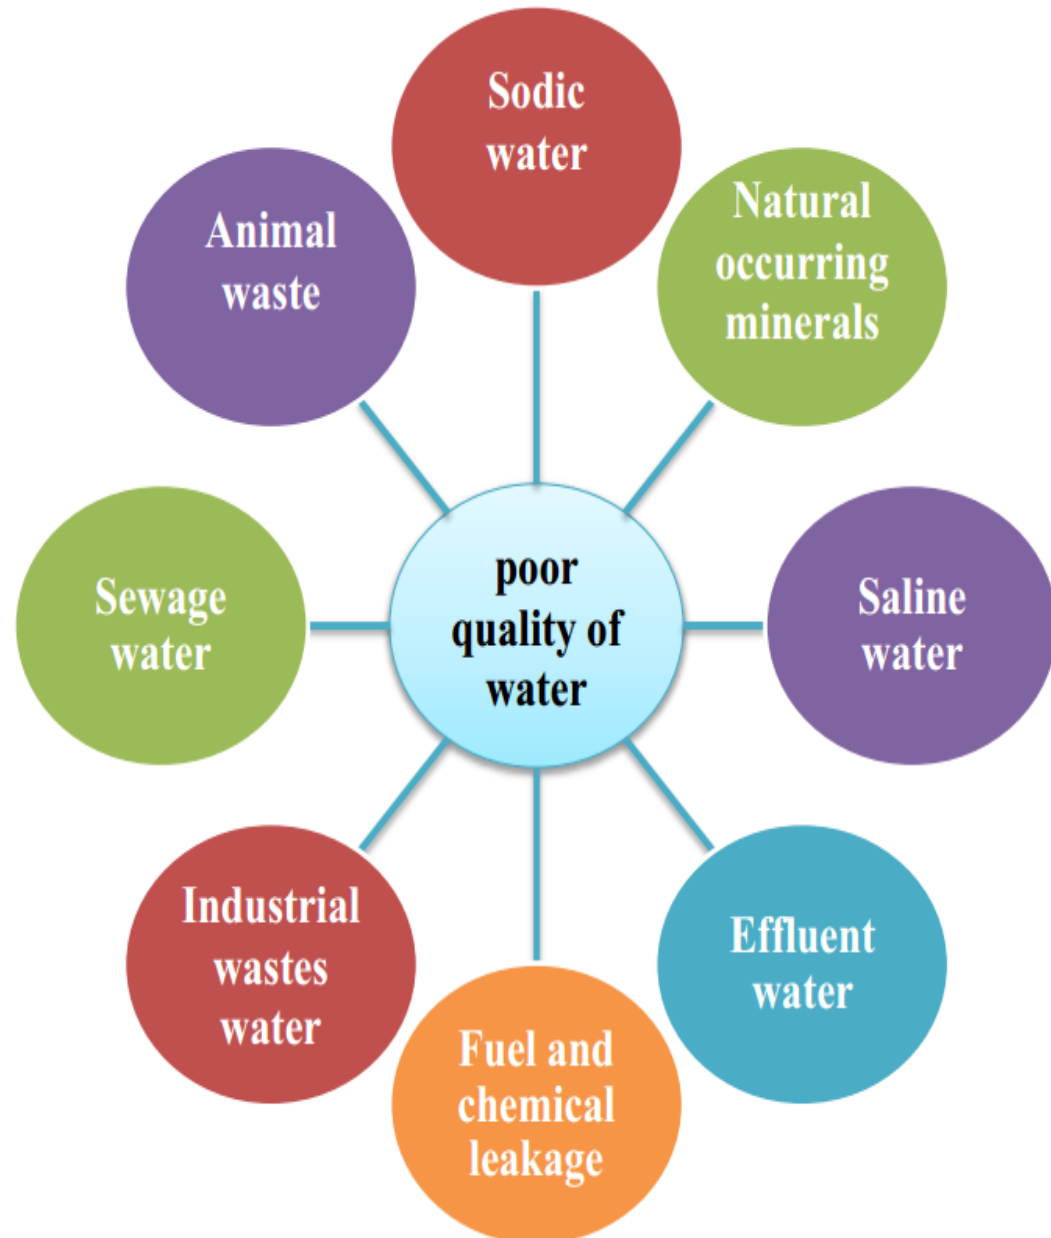 Sodic
water
Natural
occurring
minerals
Saline
water
Effluent
water
Fuel and
chemical
leakage
Industrial
wastes
water
Sewage
water
Animal
waste
poor
quality of
water